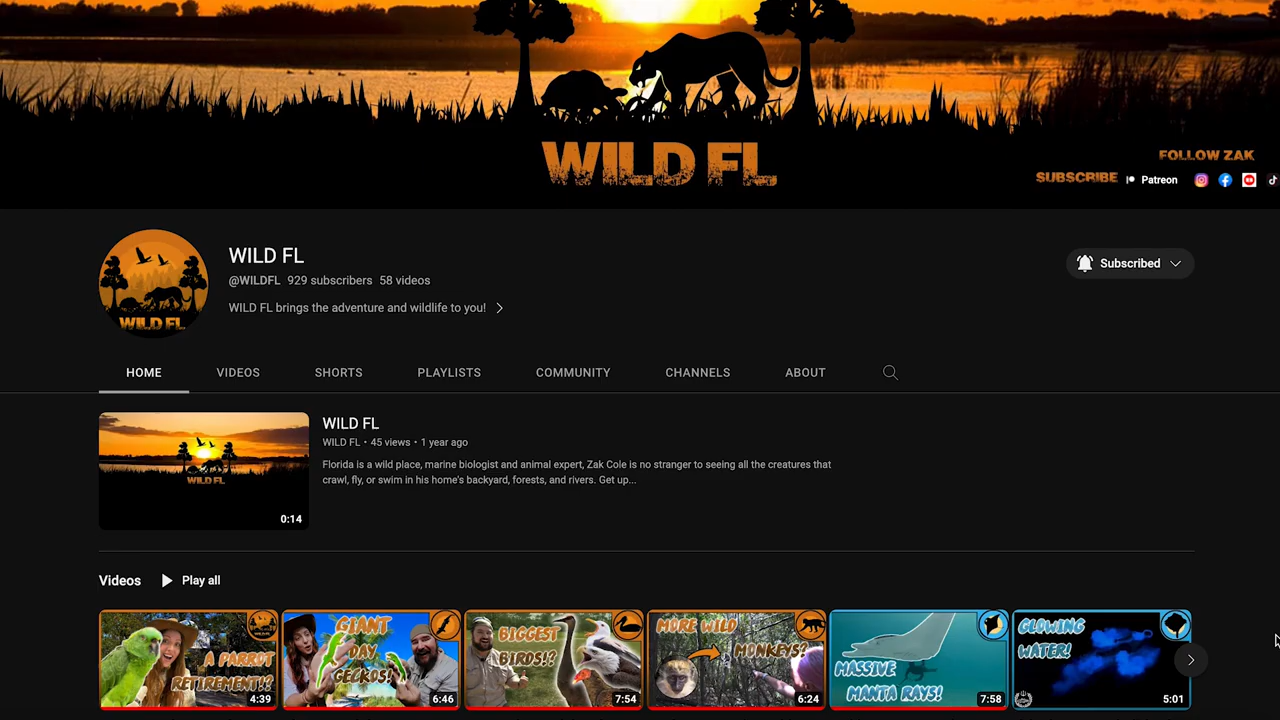 WILD FL
FOLLOW ZAK
SUBSCRIBE Patreon
WILD FL
WILD FL
@WILDFL 929 subscribers 58 videos
Subscribed
WILD FL brings the adventure and wildlife to you!
HOME VIDEOS SHORTS PLAYLISTS COMMUNITY CHANNELS ABOUT
WILD FL
0:14
WILD FL
WILD FL • 45 views • 1 year ago
Florida is a wild place, marine biologist and animal expert, Zak Cole is no stranger to seeing all the creatures that
crawl, fly, or swim in his home's backyard, forests, and rivers. Get up...
Videos Play all
A PARROT
RETIREMENT!?
4:39
GIANT
DAY
GECKOS!
6:46
BIGGEST
BIRDS!?
7:54
MORE WILD
MONKEYS?
6:24
MASSIVE
MANTA RAYS!
7:58
GLOWING
WATER!
5:01